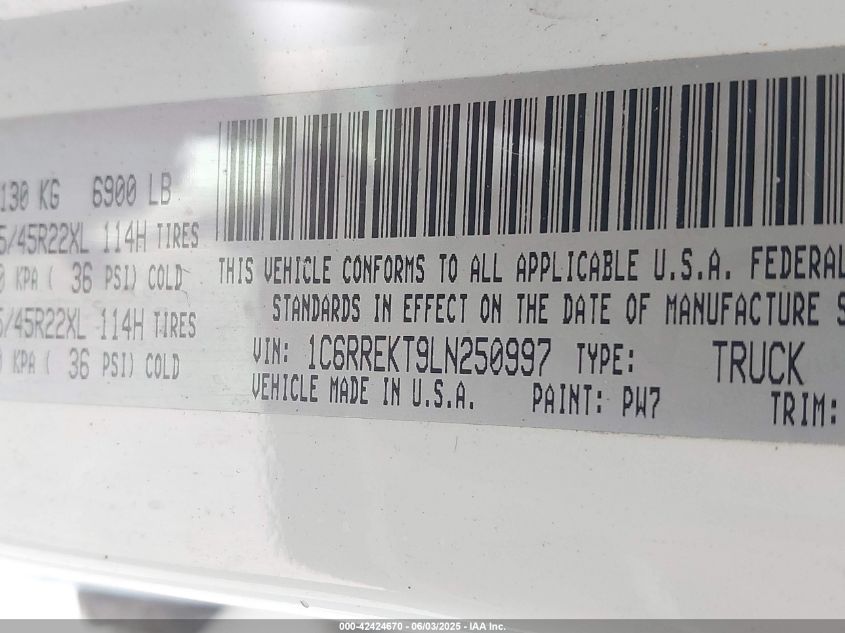 130 KG 6900 LB
5/45R22XL 114H TIRES
0 KPA ( 36 PSI) COLD
5/45R22XL 114H TIRES
0 KPA ( 36 PSI) COLD
THIS VEHICLE CONFORMS TO ALL APPLICABLE U.S.A. FEDERAL
STANDARDS IN EFFECT ON THE DATE OF MANUFACTURE S
VIN: 1C6RREKT9LN250997 TYPE: TRUCK
VEHICLE MADE IN U.S.A. PAINT: PW7 TRIM:
000-42424670 - 06/03/2025 - IAA Inc.